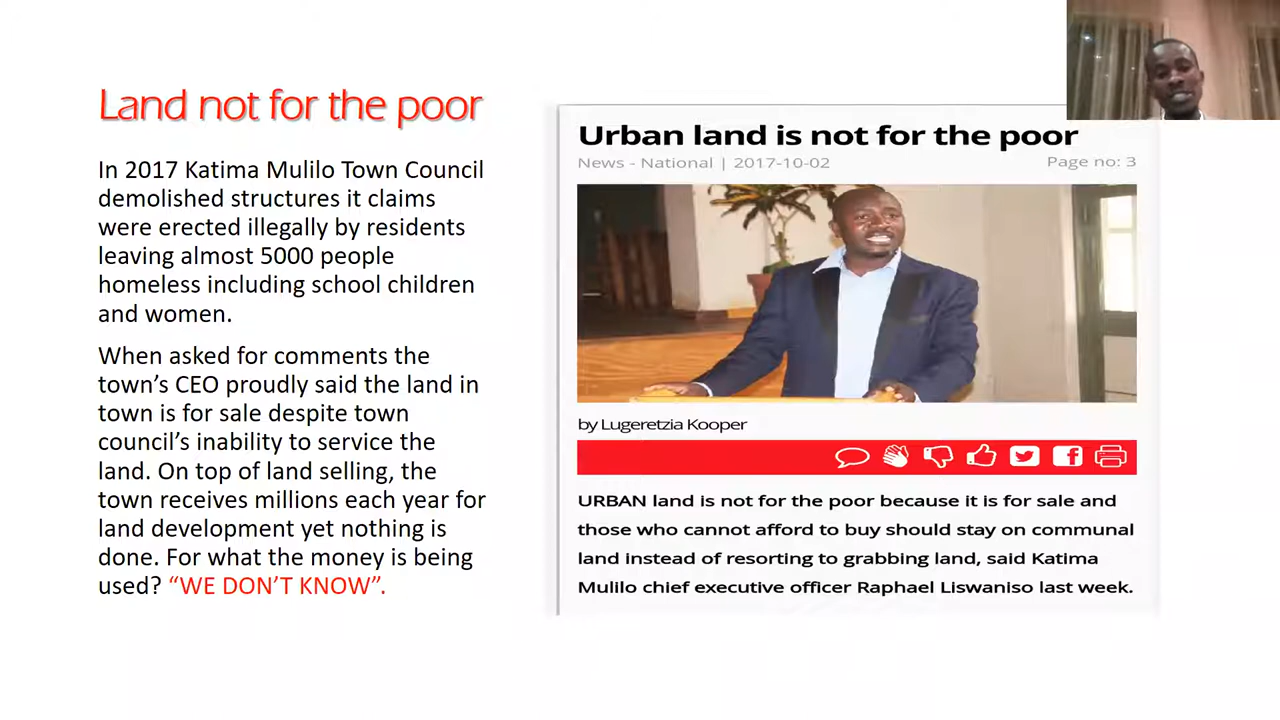 Land not for the poor
In 2017 Katima Mulilo Town Council
demolished structures it claims
were erected illegally by residents
leaving almost 5000 people
homeless including school children
and women.
When asked for comments the
town’s CEO proudly said the land in
town is for sale despite town
council’s inability to service the
land. On top of land selling, the
town receives millions each year for
land development yet nothing is
done. For what the money is being
used? “WE DON’T KNOW”.
Urban land is not for the poor
News - National | 2017-10-02 Page no: 3
by Lugeretzia Kooper
URBAN land is not for the poor because it is for sale and
those who cannot afford to buy should stay on communal
land instead of resorting to grabbing land, said Katima
Mulilo chief executive officer Raphael Liswaniso last week.